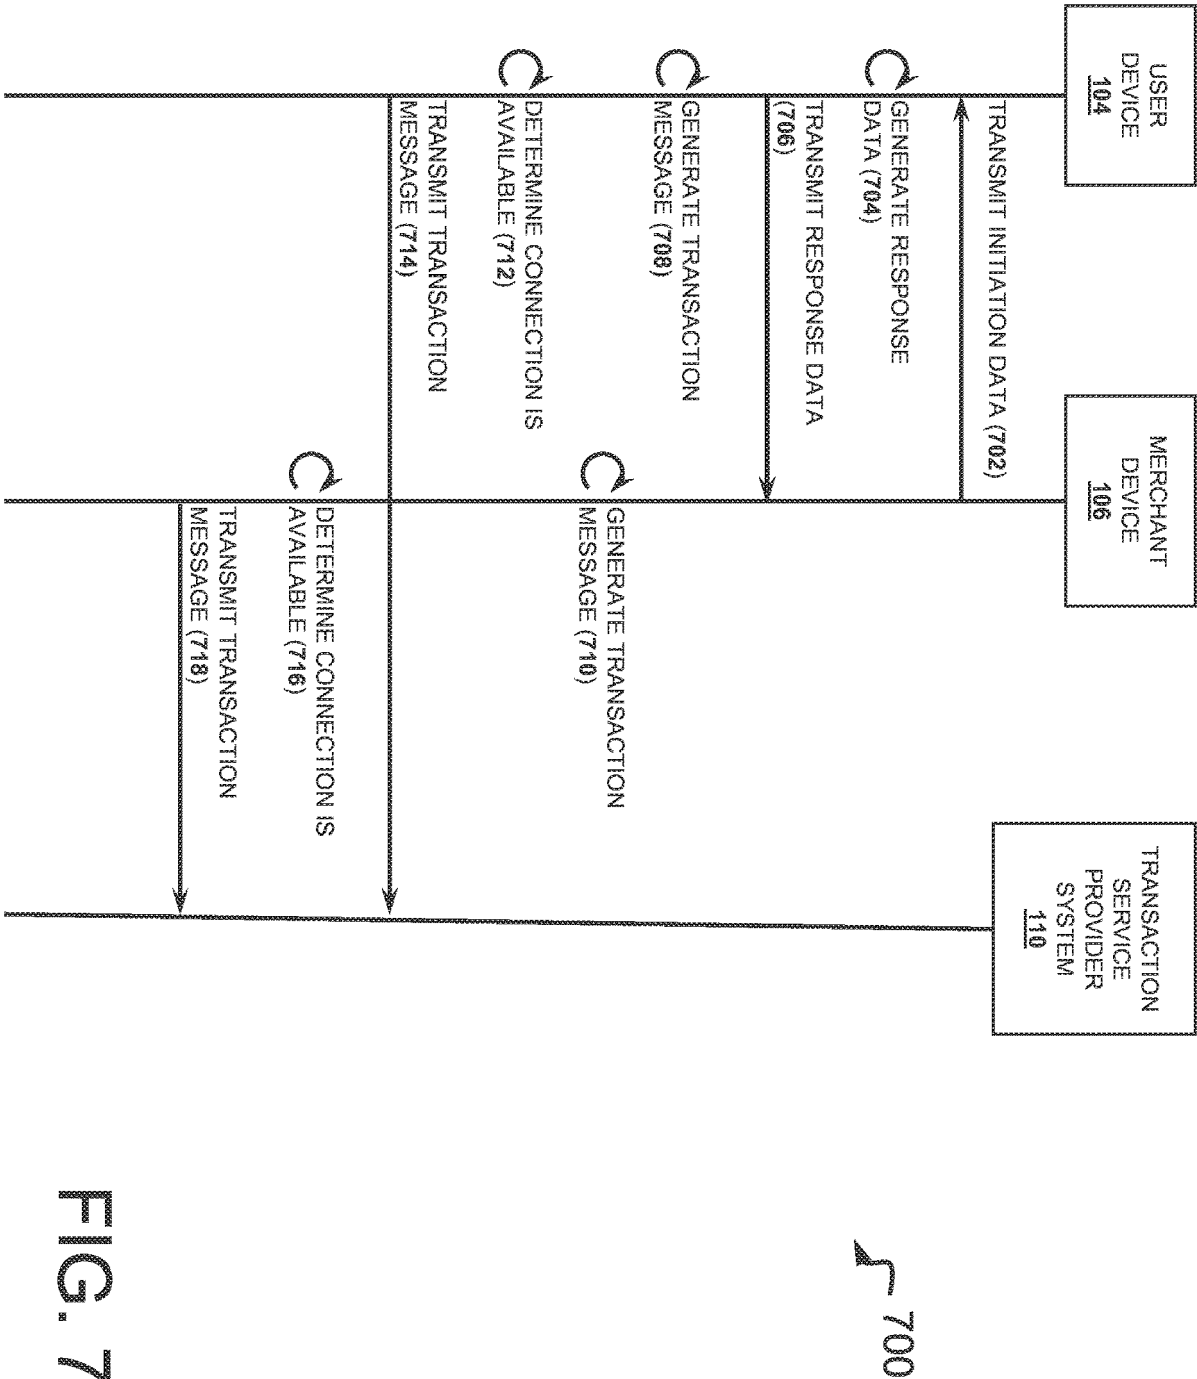 USER
DEVICE
104
MERCHANT
DEVICE
106
TRANSACTION
SERVICE
PROVIDER
SYSTEM
110
TRANSMIT INITIATION DATA (702)
GENERATE RESPONSE
DATA (704)
TRANSMIT RESPONSE DATA
(706)
GENERATE TRANSACTION
MESSAGE (708)
GENERATE TRANSACTION
MESSAGE (710)
DETERMINE CONNECTION IS
AVAILABLE (712)
TRANSMIT TRANSACTION
MESSAGE (714)
DETERMINE CONNECTION IS
AVAILABLE (716)
TRANSMIT TRANSACTION
MESSAGE (718)
700
FIG. 7